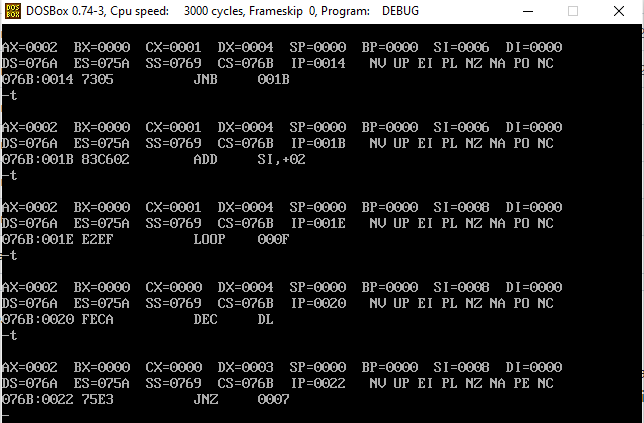 DOS
BOX
DOSBox 0.74-3, Cpu speed:    3000 cycles, Frameskip  0, Program:    DEBUG
AX=0002  BX=0000  CX=0001  DX=0004  SP=0000  BP=0000  SI=0006  DI=0000
DS=076A  ES=075A  SS=0769  CS=076B  IP=0014   NV UP EI PL NZ NA PO NC
076B:0014 7305          JNB     001B
-t
AX=0002  BX=0000  CX=0001  DX=0004  SP=0000  BP=0000  SI=0006  DI=0000
DS=076A  ES=075A  SS=0769  CS=076B  IP=001B   NV UP EI PL NZ NA PO NC
076B:001B 83C602        ADD     SI,+02
-t
AX=0002  BX=0000  CX=0001  DX=0004  SP=0000  BP=0000  SI=0008  DI=0000
DS=076A  ES=075A  SS=0769  CS=076B  IP=001E   NV UP EI PL NZ NA PO NC
076B:001E E2EF          LOOP    000F
-t
AX=0002  BX=0000  CX=0000  DX=0004  SP=0000  BP=0000  SI=0008  DI=0000
DS=076A  ES=075A  SS=0769  CS=076B  IP=0020   NV UP EI PL NZ NA PO NC
076B:0020 FECA          DEC     DL
-t
AX=0002  BX=0000  CX=0000  DX=0003  SP=0000  BP=0000  SI=0008  DI=0000
DS=076A  ES=075A  SS=0769  CS=076B  IP=0022   NV UP EI PL NZ NA PE NC
076B:0022 75E3          JNZ     0007
-